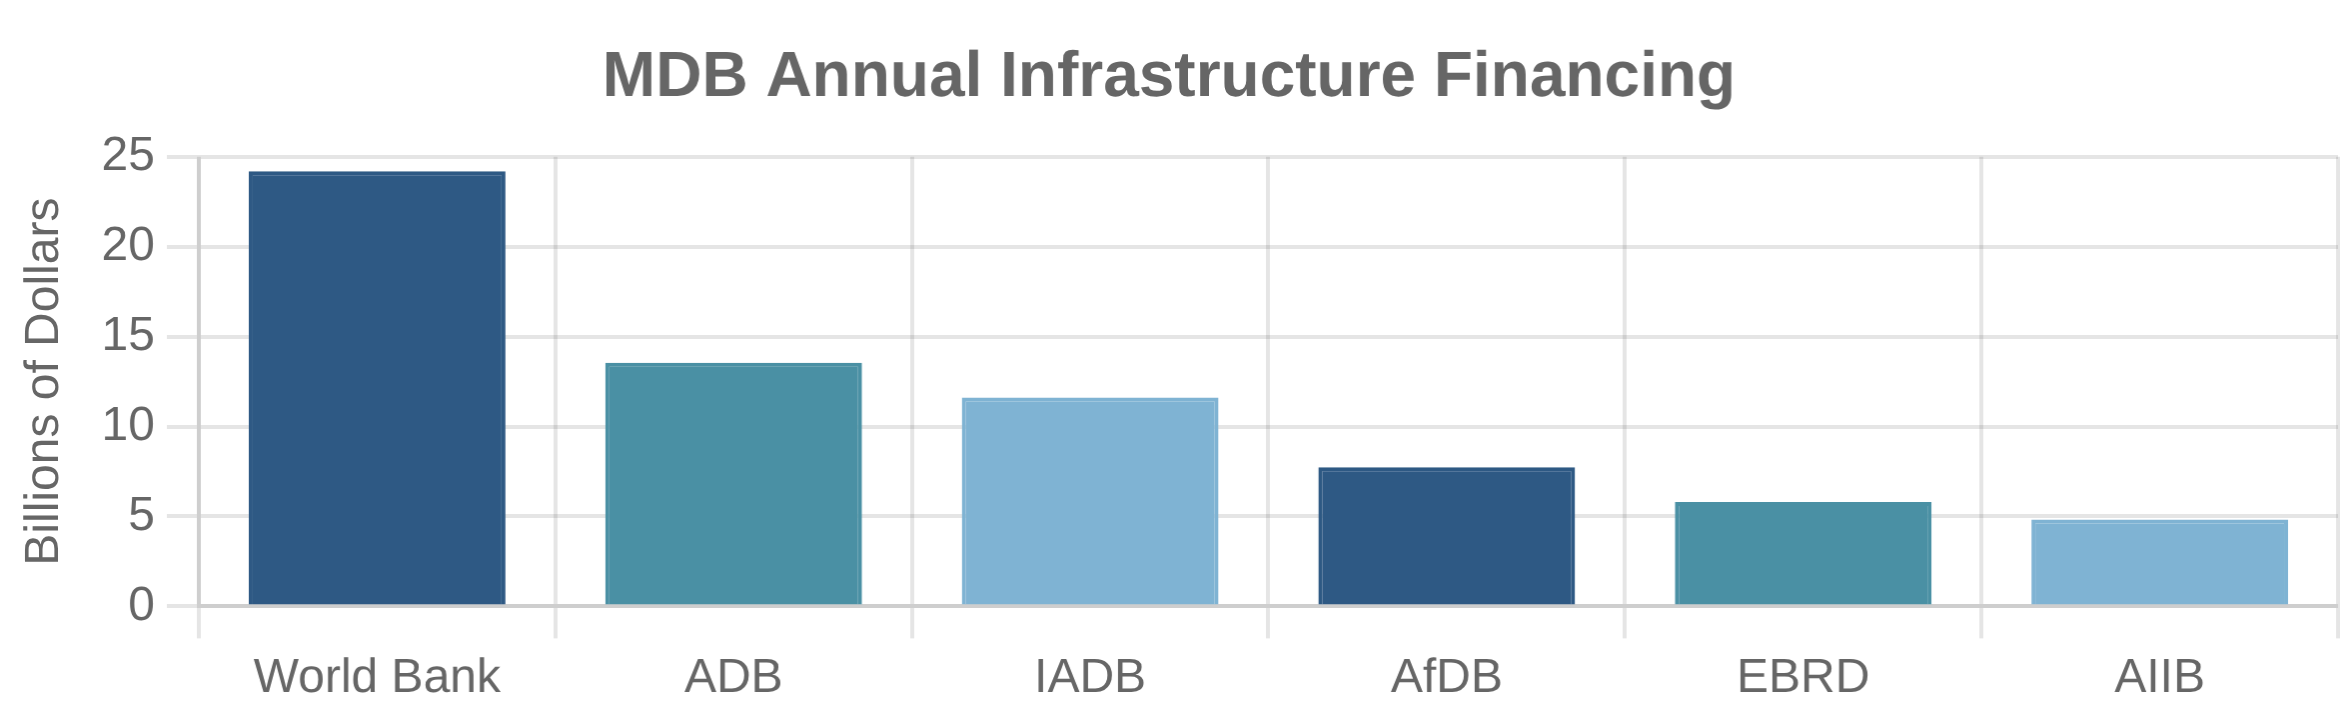 MDB Annual Infrastructure Financing
Billions of Dollars
25
20
15
10
5
0
World Bank ADB IADB AfDB EBRD AIIB